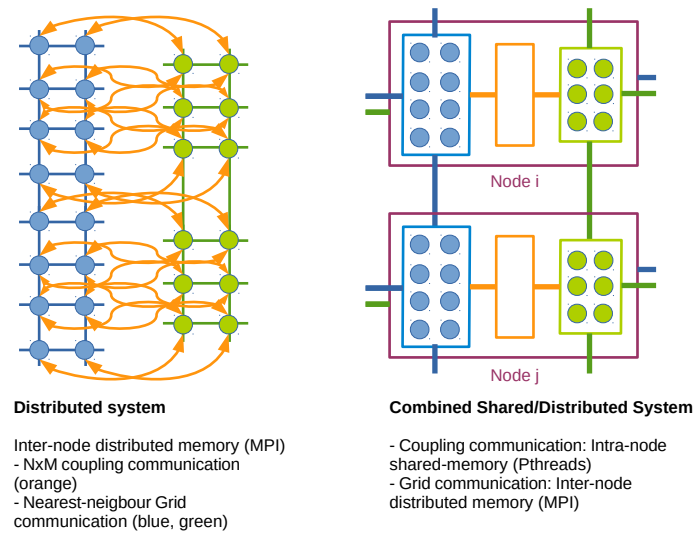 Node i
Node j
Distributed system
Inter-node distributed memory (MPI)
- NxM coupling communication
(orange)
- Nearest-neigbour Grid
communication (blue, green)
Combined Shared/Distributed System
- Coupling communication: Intra-node
shared-memory (Pthreads)
- Grid communication: Inter-node
distributed memory (MPI)